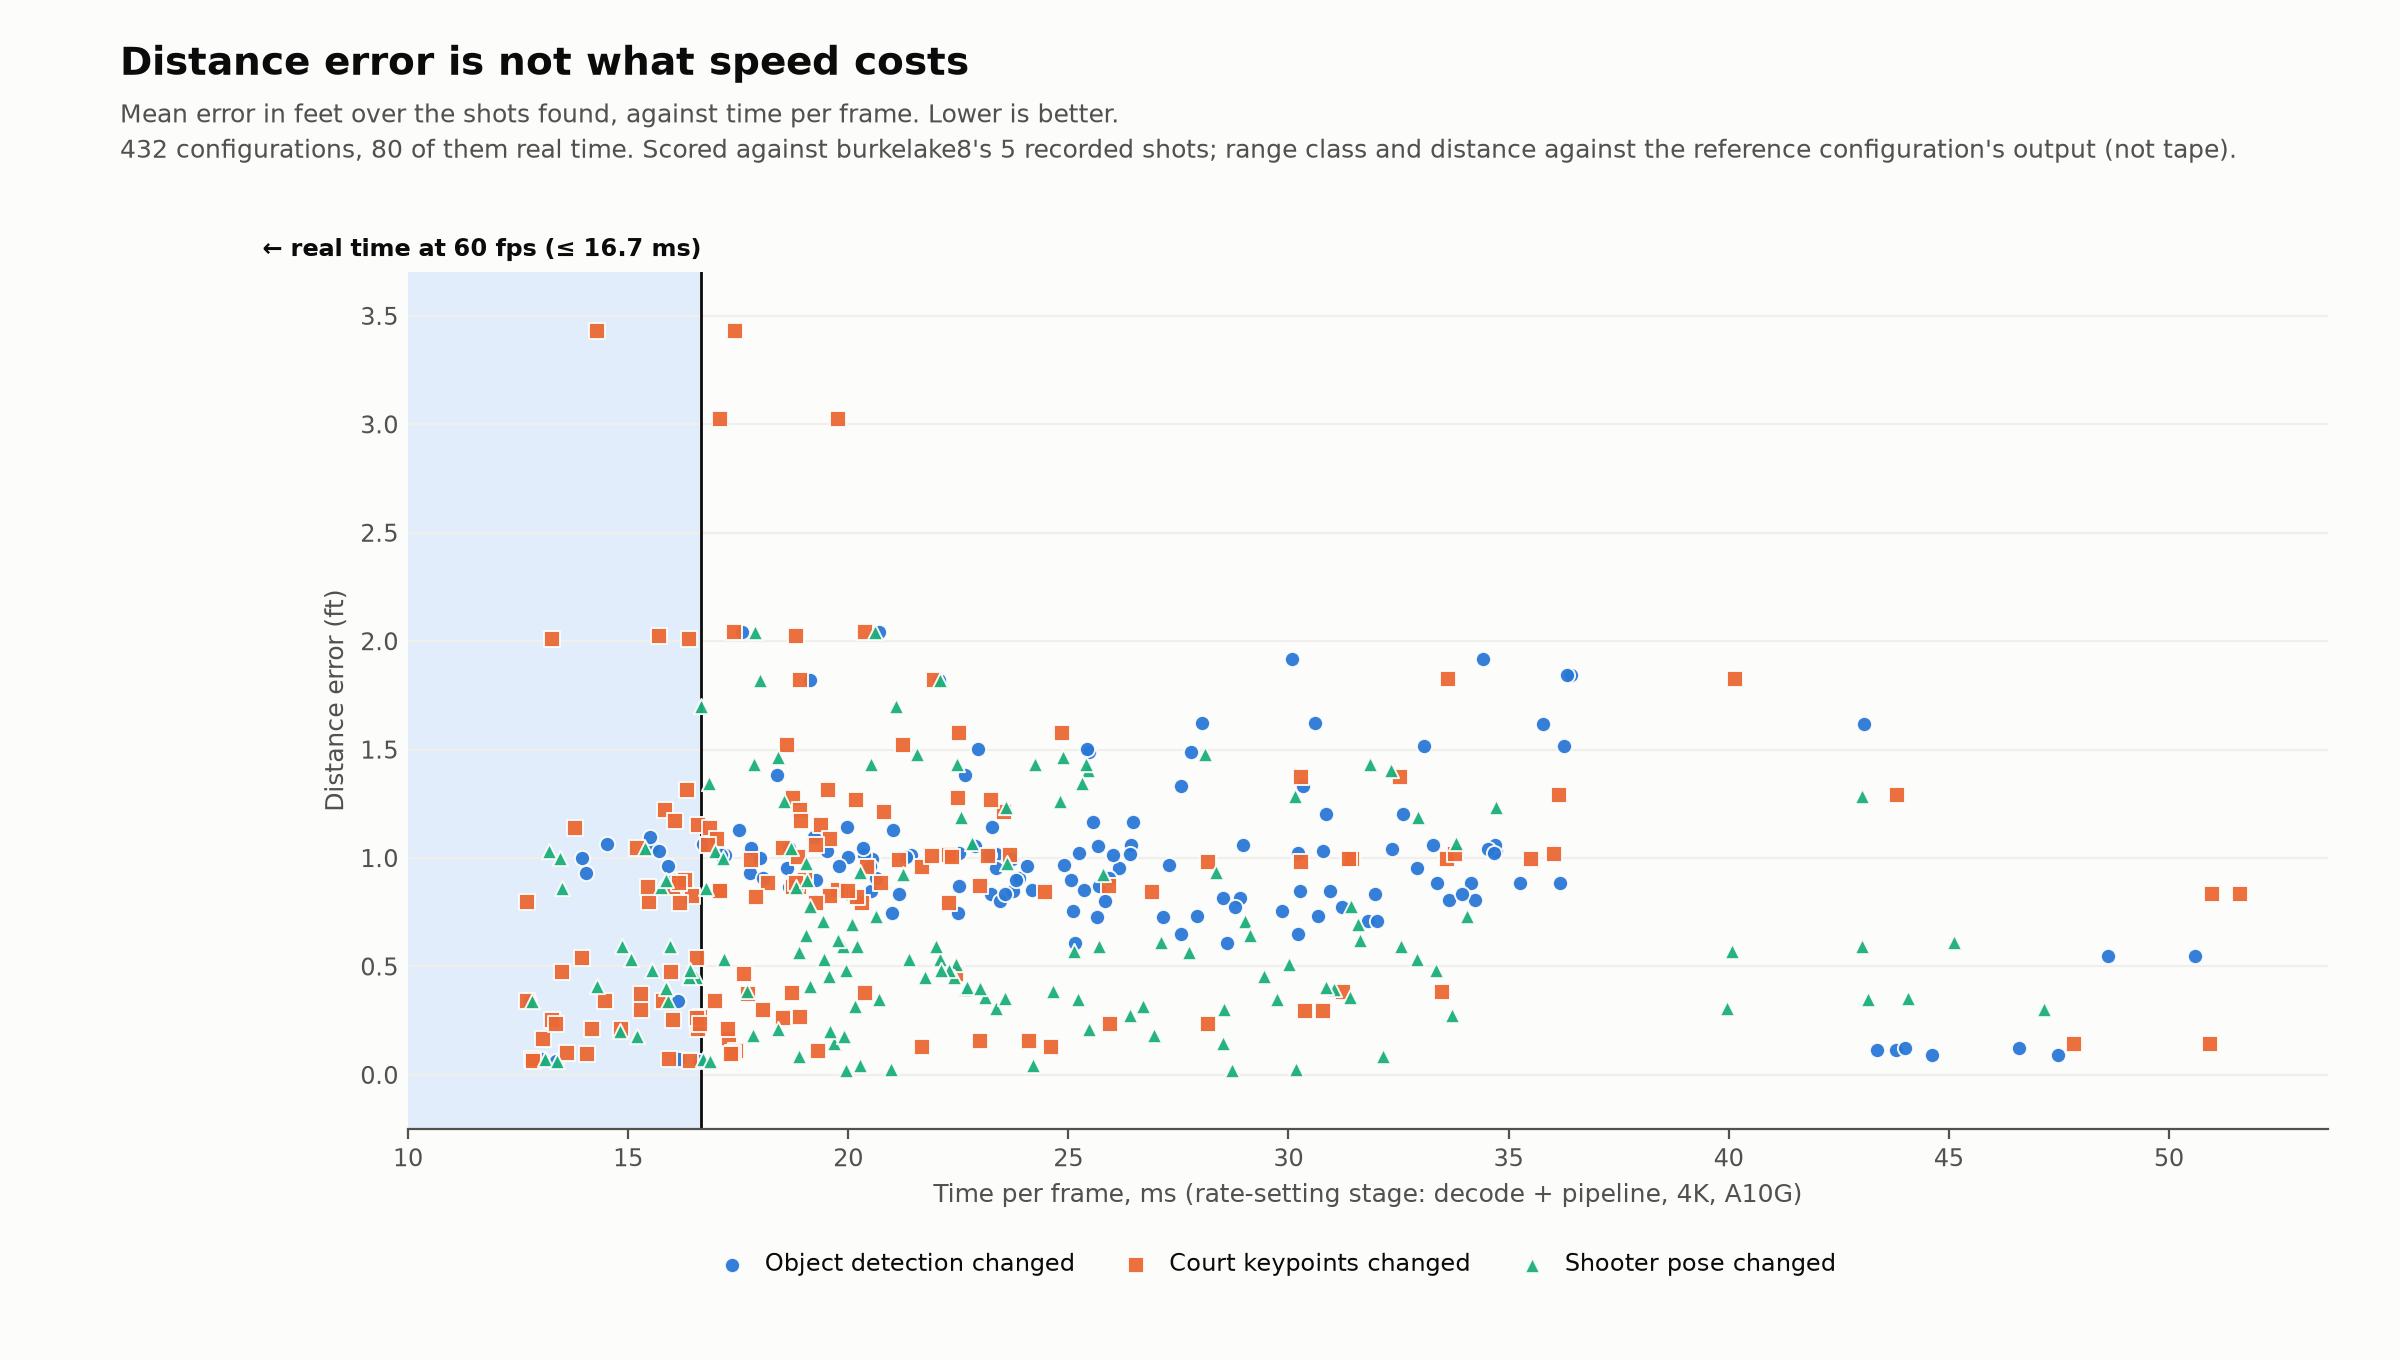 Distance error is not what speed costs
Mean error in feet over the shots found, against time per frame. Lower is better.
432 configurations, 80 of them real time. Scored against burkelake8's 5 recorded shots; range class and distance against the reference configuration's output (not tape).
← real time at 60 fps (≤ 16.7 ms)
3.5
3.0
2.5
2.0
1.5
1.0
0.5
0.0
Distance error (ft)
10 15 20 25 30 35 40 45 50
Time per frame, ms (rate-setting stage: decode + pipeline, 4K, A10G)
Object detection changed Court keypoints changed Shooter pose changed